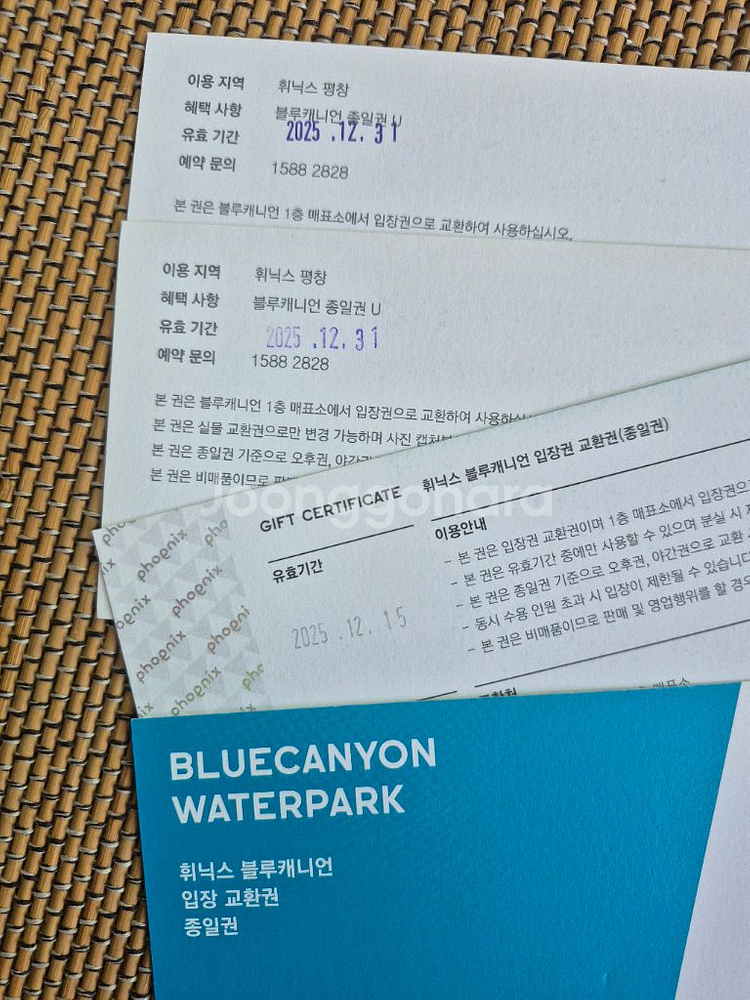 이용 지역 휘닉스 평창
혜택 사항 블루캐니언 종일권 U
유효 기간 2025 .12. 31
예약 문의 1588 2828
본 권은 블루캐니언 1층 매표소에서 입장권으로 교환하여 사용하십시오.
이용 지역 휘닉스 평창
혜택 사항 블루캐니언 종일권 U
유효 기간 2025 .12. 31
예약 문의 1588 2828
본 권은 블루캐니언 1층 매표소에서 입장권으로 교환하여
본 권은 실물 교환권으로만 변경 가능하며 사진
본 권은 종일권 기준으로 오후권,
본 권은 비매품이므로
Joonggonara
GIFT CERTIFICATE 휘닉스 블루캐니언 입장권 교환권(종일권)
유효기간
2025 .12. 15
이용안내
- 본 권은 입장권 교환권이며 1층 매표소에서
- 본 권은 유효기간 중에만 사용할 수 있으며 분실 시
- 본 권은 종일권 기준으로 오후권, 야간권으로 교환
- 동시 수용 인원 초과 시 입장이 제한될 수 있습니다
- 본 권은 비매품이므로 판매 및 영업행위를 할
phoenix
phoenix
phoenix
phoenix
BLUECANYON
WATERPARK
휘닉스 블루캐니언
입장 교환권
종일권